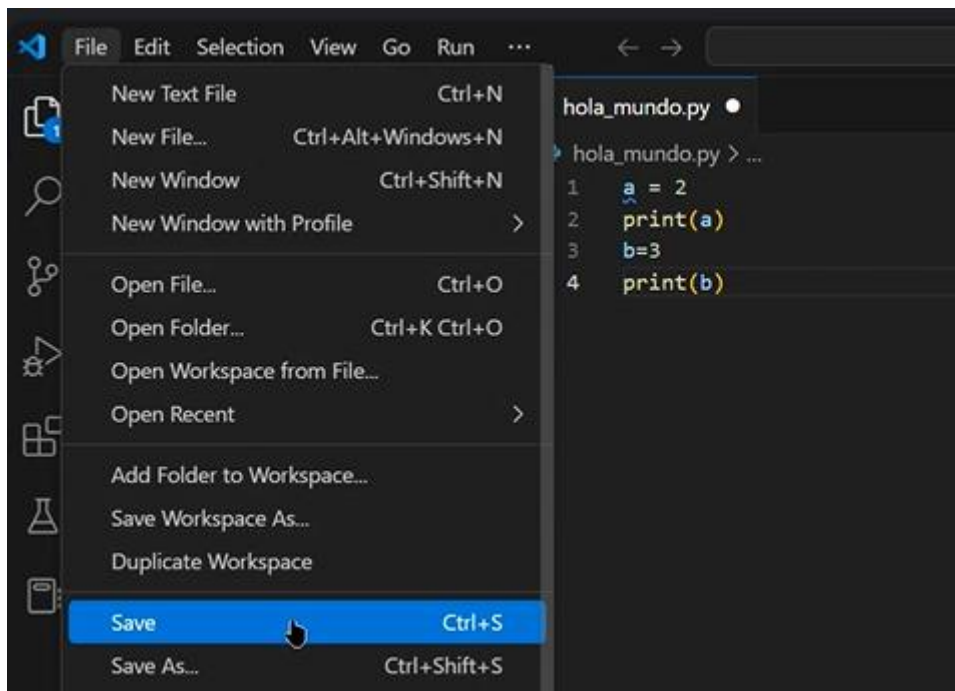 File Edit Selection View Go Run ...
New Text File Ctrl+N
New File... Ctrl+Alt+Windows+N
New Window Ctrl+Shift+N
New Window with Profile
Open File... Ctrl+O
Open Folder... Ctrl+K Ctrl+O
Open Workspace from File...
Open Recent
Add Folder to Workspace...
Save Workspace As...
Duplicate Workspace
Save Ctrl+S
Save As... Ctrl+Shift+S
1
hola_mundo.py
hola_mundo.py > ...
1 a = 2
2 print(a)
3 b=3
4 print(b)